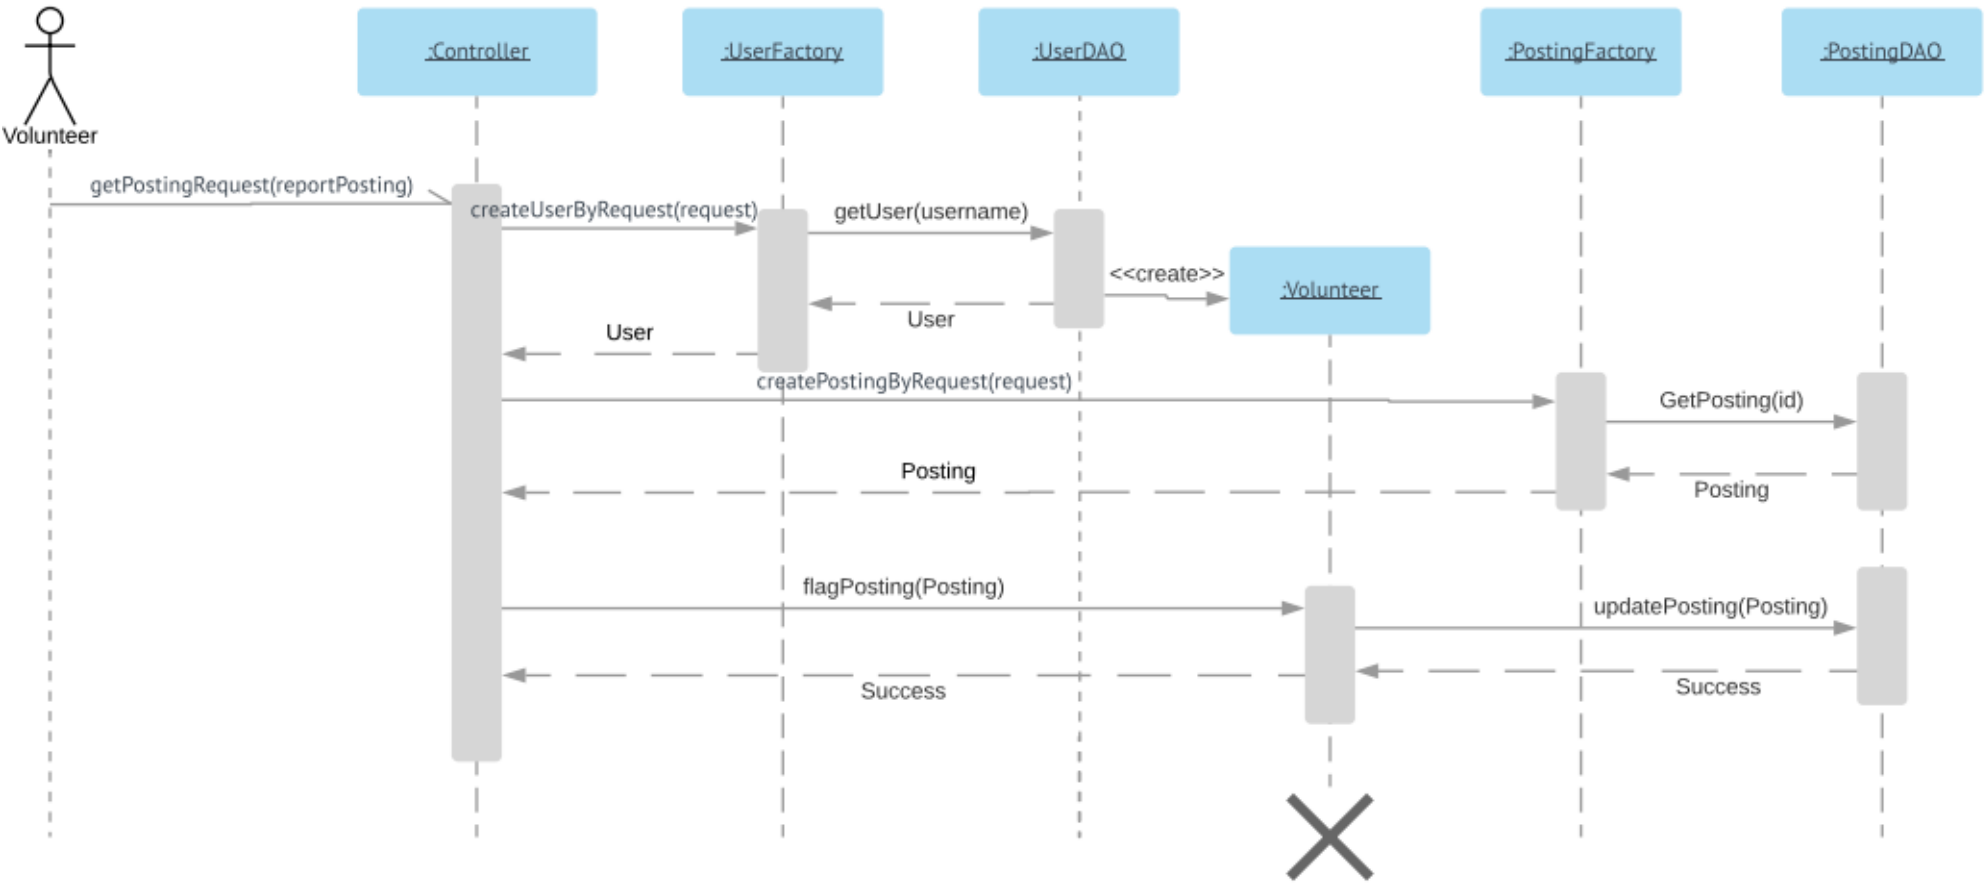 :Controller
:UserFactory
:UserDAO
:PostingFactory
:PostingDAO
Volunteer
getPostingRequest(reportPosting)
createUserByRequest(request)
getUser(username)
<<create>>
:Volunteer
User
User
createPostingByRequest(request)
GetPosting(id)
Posting
Posting
flagPosting(Posting)
updatePosting(Posting)
Success
Success